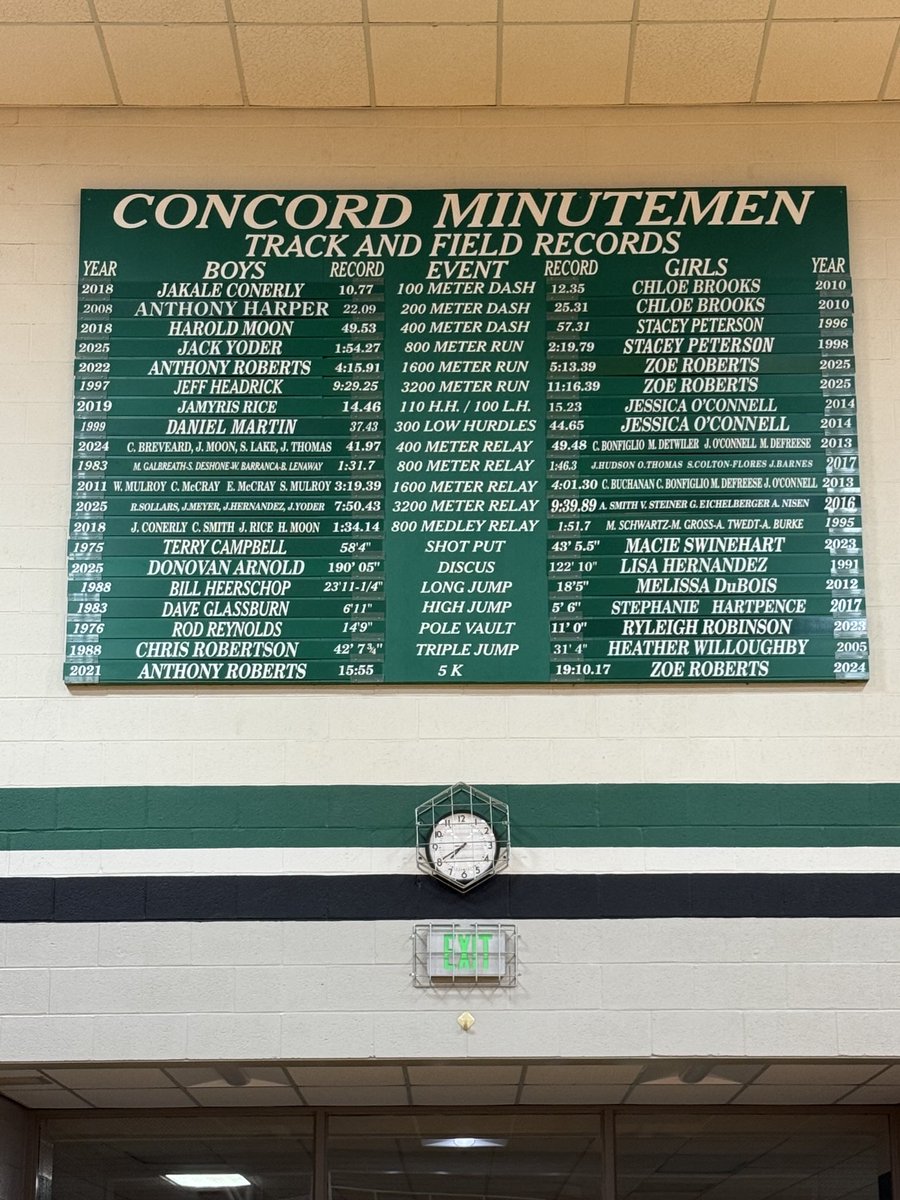 CONCORD MINUTEMEN
TRACK AND FIELD RECORDS
YEAR BOYS RECORD EVENT RECORD GIRLS YEAR
2018 JAKALE CONERLY 10.77 100 METER DASH 12.35 CHLOE BROOKS 2010
2008 ANTHONY HARPER 22.09 200 METER DASH 25.31 CHLOE BROOKS 2010
2018 HAROLD MOON 49.53 400 METER DASH 57.31 STACEY PETERSON 1996
2025 JACK YODER 1:54.27 800 METER RUN 2:19.79 STACEY PETERSON 1998
2022 ANTHONY ROBERTS 4:15.91 1600 METER RUN 5:13.39 ZOE ROBERTS 2025
1997 JEFF HEADRICK 9:29.25 3200 METER RUN 11:16.39 ZOE ROBERTS 2025
2019 JAMYRIS RICE 14.46 110 H.H. / 100 L.H. 15.23 JESSICA O'CONNELL 2014
1999 DANIEL MARTIN 37.43 300 LOW HURDLES 44.65 JESSICA O'CONNELL 2014
2024 C. BREVEARD, J. MOON, S. LAKE, J. THOMAS 41.97 400 METER RELAY 49.48 C. BONFIGLIO M. DETWILER J. O'CONNELL M. DEFREESE 2013
1983 M. GALBREATH-S. DESHONE-W. BARRANCA-B. LENAWAY 1:31.7 800 METER RELAY 1:46.3 J.HUDSON O.THOMAS S.COLTON-FLORES J.BARNES 2017
2011 W. MULROY C. McCRAY E. McCRAY S. MULROY 3:19.39 1600 METER RELAY 4:01.30 C. BUCHANAN C. BONFIGLIO M. DEFREESE J. O'CONNELL 2013
2025 R.SOLLARS, J.MEYER, J.HERNANDEZ, J.YODER 7:50.43 3200 METER RELAY 9:39.89 A. SMITH V. STEINER G. EICHELBERGER A. NISEN 2016
2018 J. CONERLY C. SMITH J. RICE H. MOON 1:34.14 800 MEDLEY RELAY 1:51.7 M. SCHWARTZ-M. GROSS-A. TWEDT-A. BURKE 1995
1975 TERRY CAMPBELL 58'4" SHOT PUT 43' 5.5" MACIE SWINEHART 2023
2025 DONOVAN ARNOLD 190' 05" DISCUS 122' 10" LISA HERNANDEZ 1991
1988 BILL HEERSCHOP 23'11-1/4" LONG JUMP 18'5" MELISSA DuBOIS 2012
1983 DAVE GLASSBURN 6'11" HIGH JUMP 5' 6" STEPHANIE HARTPENCE 2017
1976 ROD REYNOLDS 14'9" POLE VAULT 11' 0" RYLEIGH ROBINSON 2023
1988 CHRIS ROBERTSON 42' 7 ¾" TRIPLE JUMP 31' 4" HEATHER WILLOUGHBY 2005
2021 ANTHONY ROBERTS 15:55 5 K 19:10.17 ZOE ROBERTS 2024
12 1 2 3 4 5 6 7 8 9 10 11
EXIT